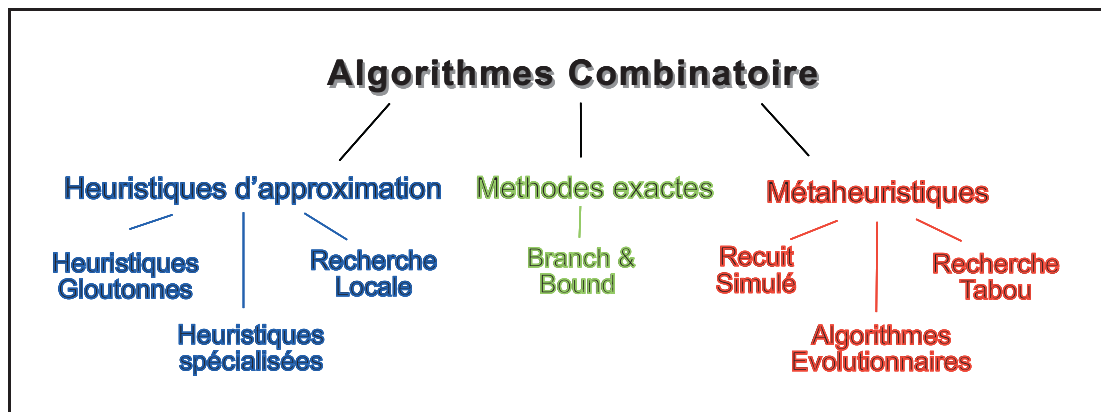 Algorithmes Combinatoire
Heuristiques d'approximation
Methodes exactes
Métaheuristiques
Heuristiques
Gloutonnes
Recherche
Locale
Heuristiques
spécialisées
Branch &
Bound
Recuit
Simulé
Recherche
Tabou
Algorithmes
Evolutionnaires